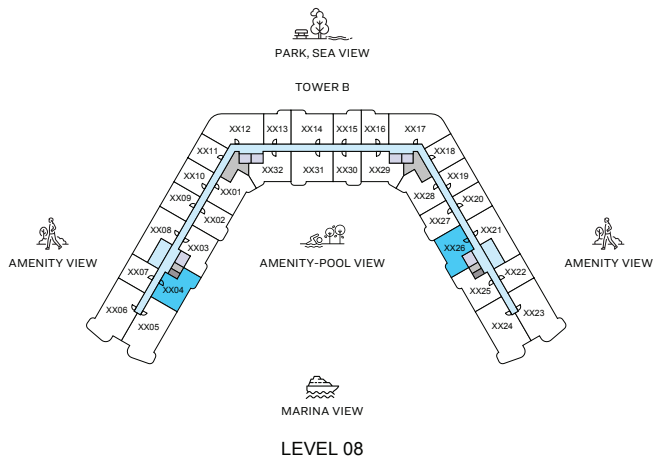 PARK, SEA VIEW
TOWER B
XX12
XX13
XX14
XX15
XX16
XX17
XX11
XX18
XX10
XX01
XX32
XX31
XX30
XX29
XX28
XX19
XX09
XX02
XX27
XX20
XX08
XX03
XX26
XX21
AMENITY VIEW
AMENITY-POOL VIEW
AMENITY VIEW
XX07
XX04
XX25
XX22
XX06
XX05
XX24
XX23
MARINA VIEW
LEVEL 08